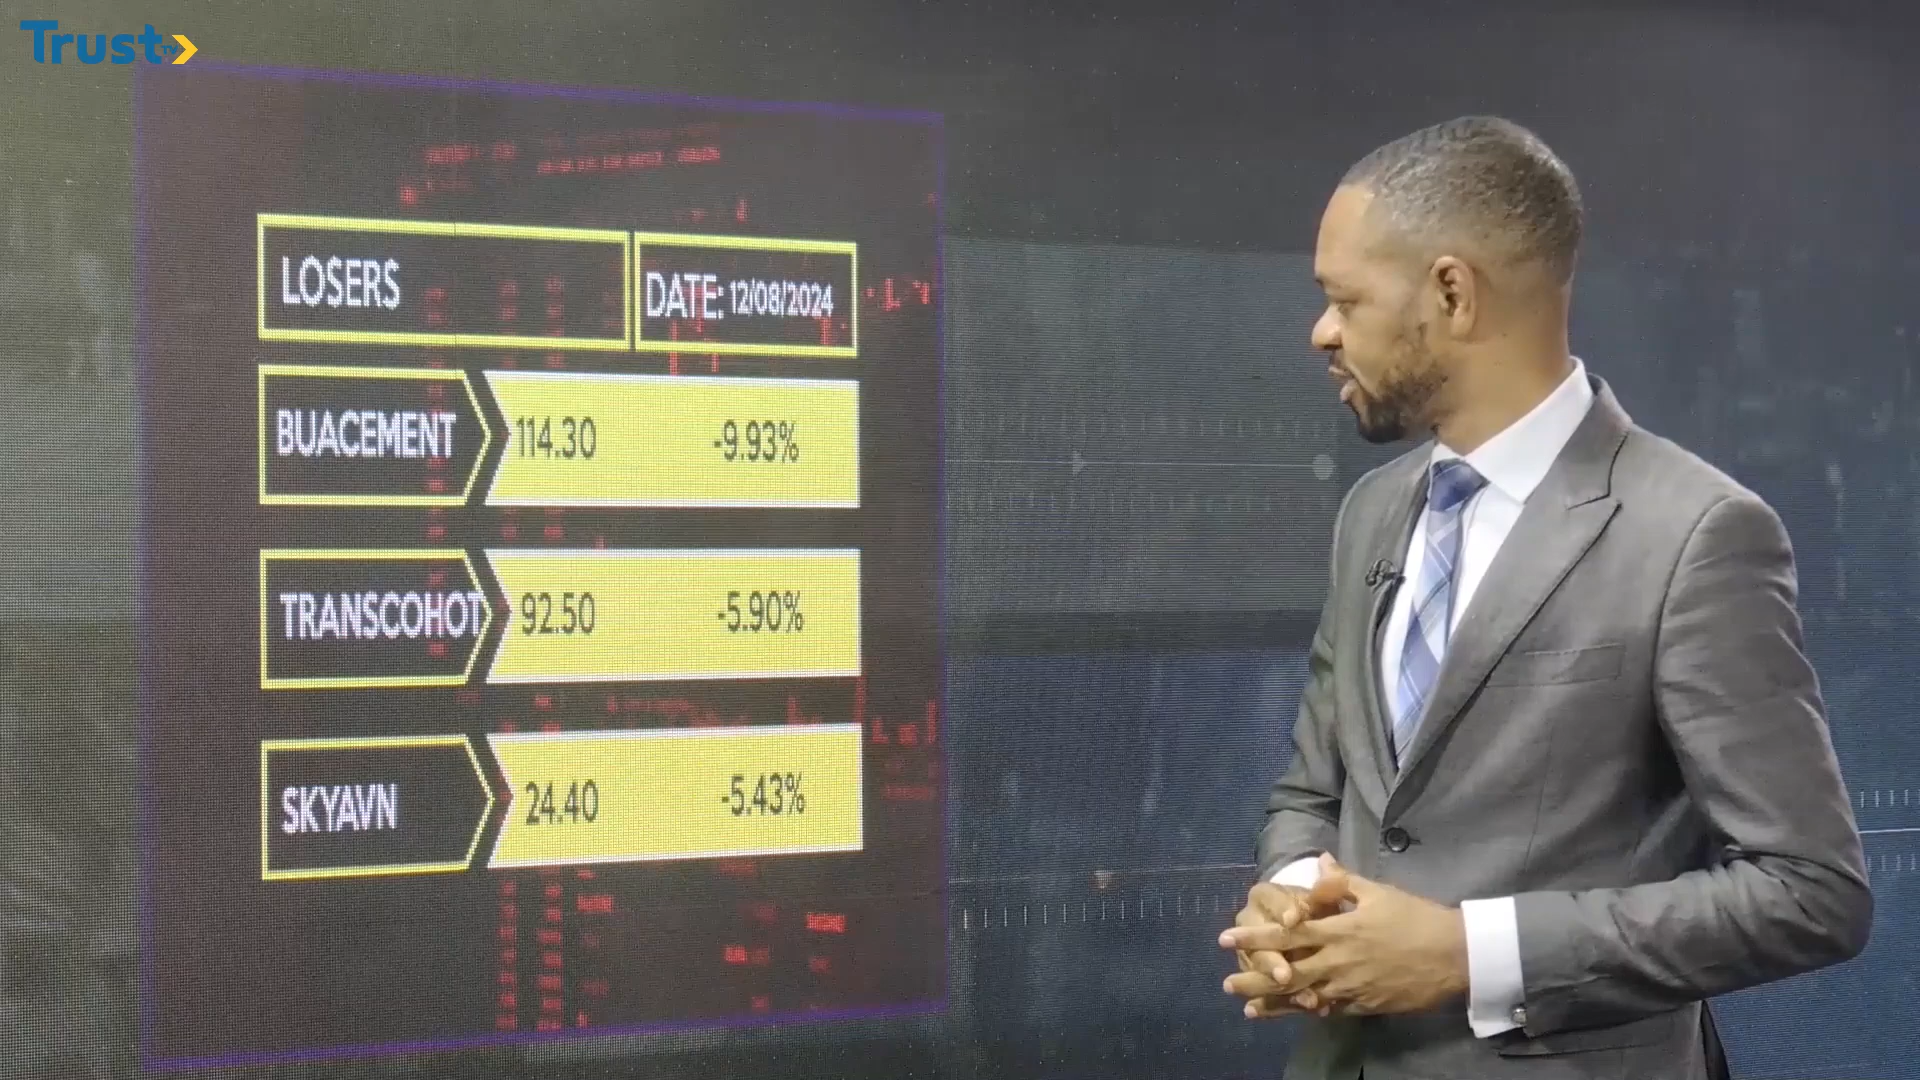 Trust TV
LOSERS
DATE: 12/08/2024
BUACEMENT 114.30 -9.93%
TRANSCOHOT 92.50 -5.90%
SKYAVN 24.40 -5.43%